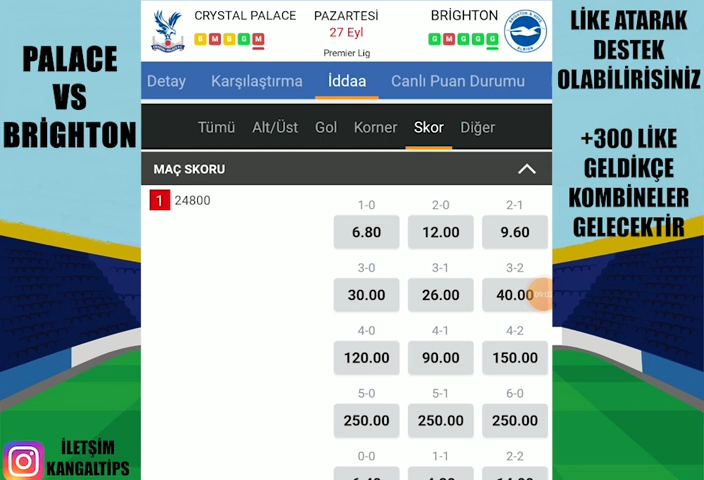 PALACE
VS
BRİGHTON
CRYSTAL PALACE
B M B G M
PAZARTESİ
27 Eyl
Premier Lig
BRİGHTON
G M G G G
Detay Karşılaştırma İddaa Canlı Puan Durumu
Tümü Alt/Üst Gol Korner Skor Diğer
MAÇ SKORU
1 24800
1-0 2-0 2-1
6.80 12.00 9.60
3-0 3-1 3-2
30.00 26.00 40.00
4-0 4-1 4-2
120.00 90.00 150.00
5-0 5-1 6-0
250.00 250.00 250.00
0-0 1-1 2-2
LİKE ATARAK
DESTEK
OLABİLİRİSİNİZ
+300 LİKE
GELDİKÇE
KOMBİNELER
GELECEKTİR
İLETŞİM
KANGALTİPS